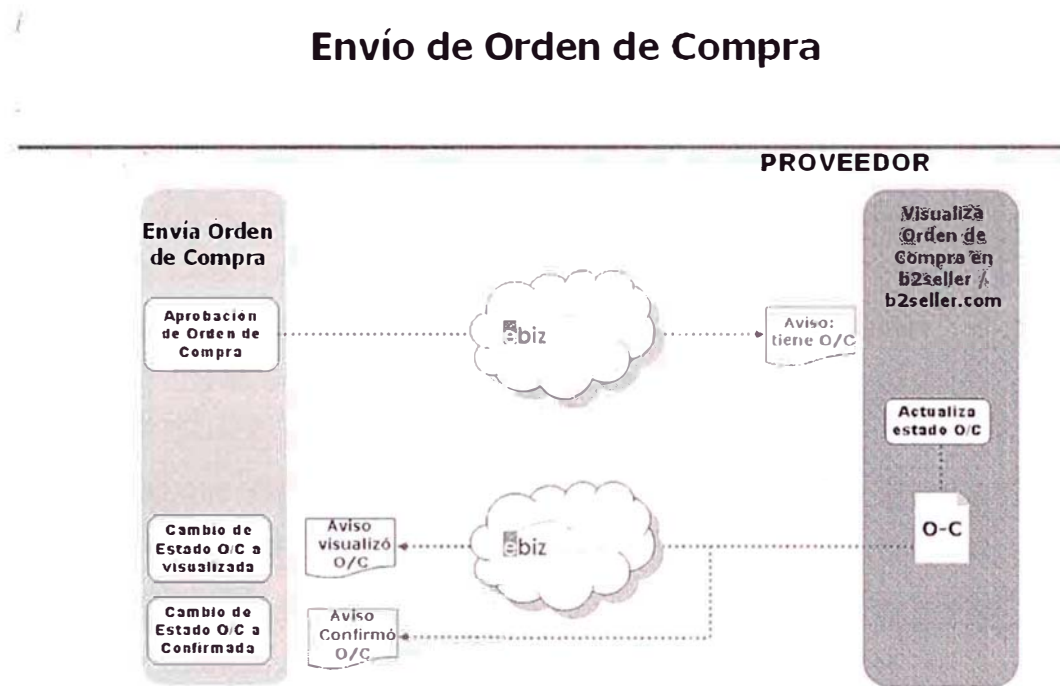 Envío de Orden de Compra
PROVEEDOR
Envía Orden
de Compra
Visualiza
Orden de
Compra en
b2seller /
b2seller.com
Aprobación
de Orden de
Compra
ebiz
Aviso:
tiene O/C
Actualiza
estado O/C
O-C
Cambio de
Estado O/C a
visualizada
Aviso
visualizó
O/C
ebiz
Cambio de
Estado O/C a
Confirmada
Aviso
Confirmó
O/C